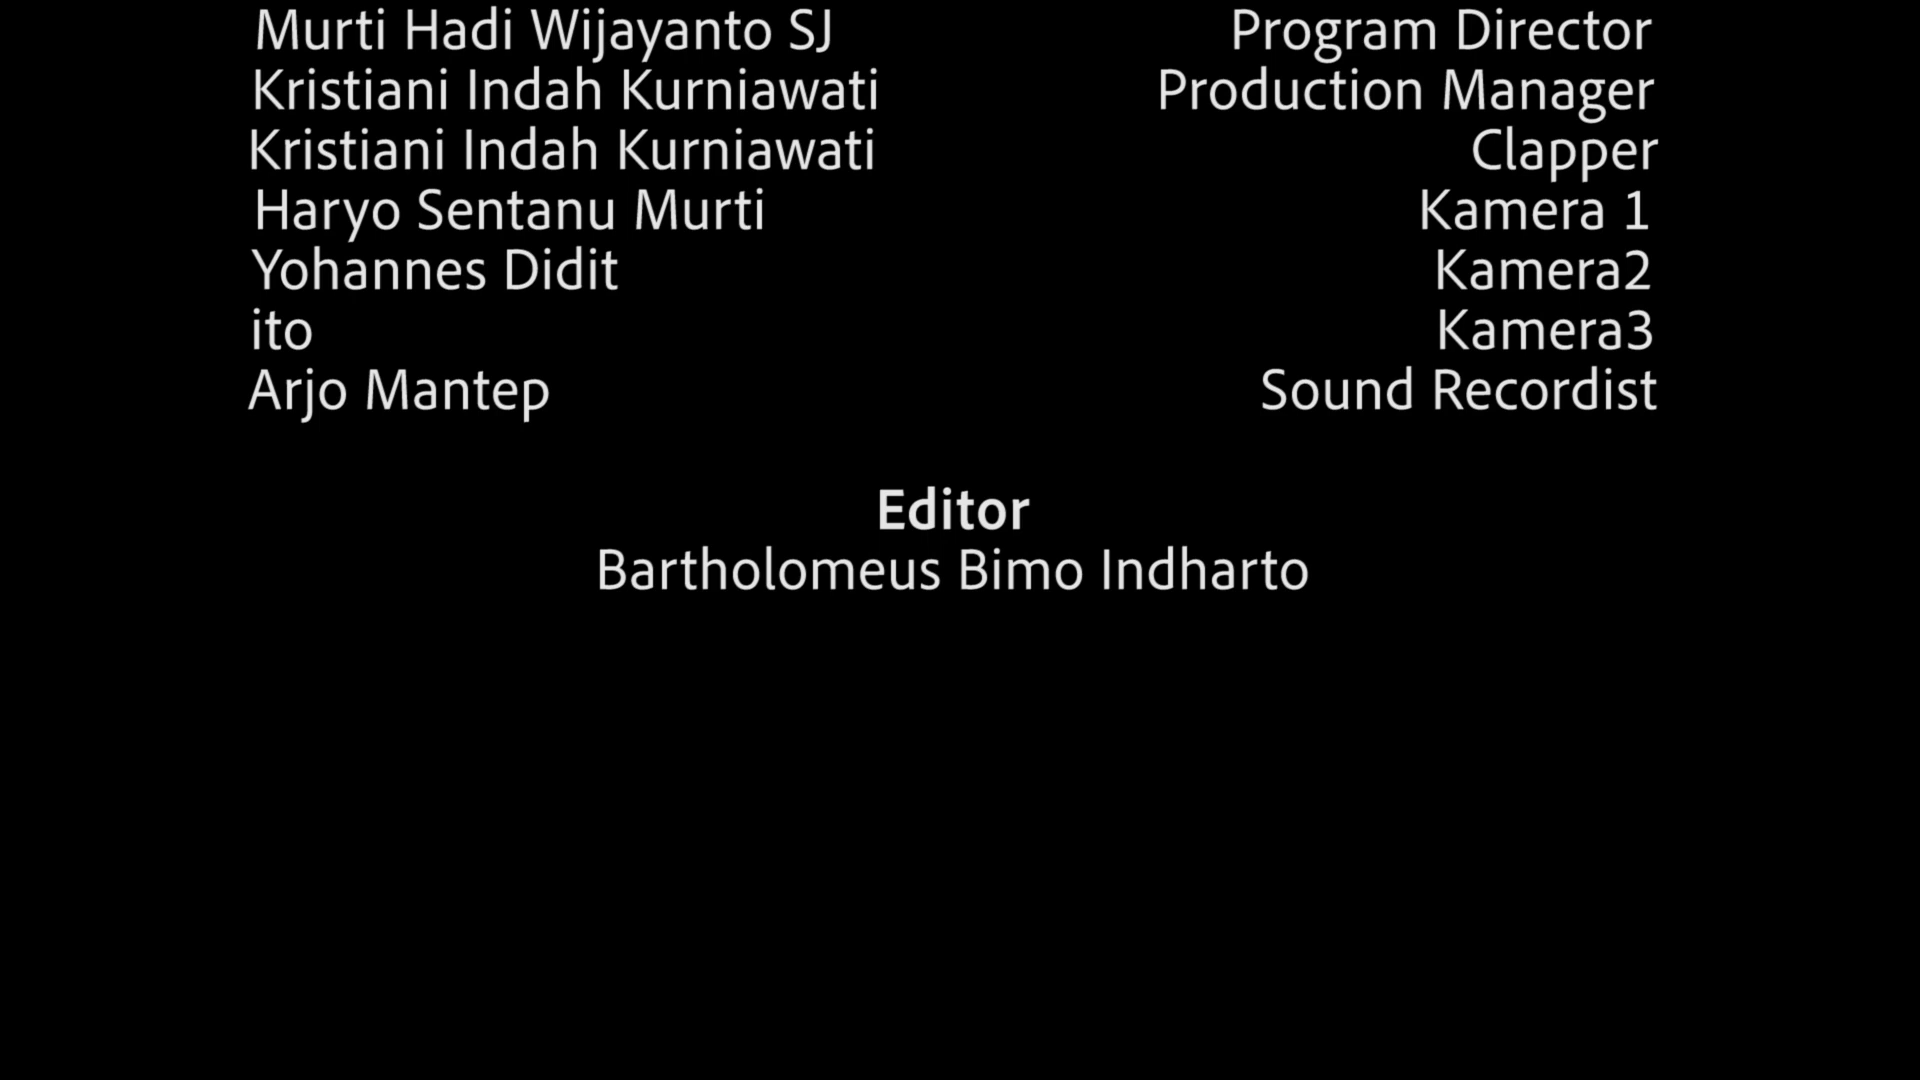 Murti Hadi Wijayanto SJ Program Director
Kristiani Indah Kurniawati Production Manager
Kristiani Indah Kurniawati Clapper
Haryo Sentanu Murti Kamera 1
Yohannes Didit Kamera2
ito Kamera3
Arjo Mantep Sound Recordist
Editor
Bartholomeus Bimo Indharto